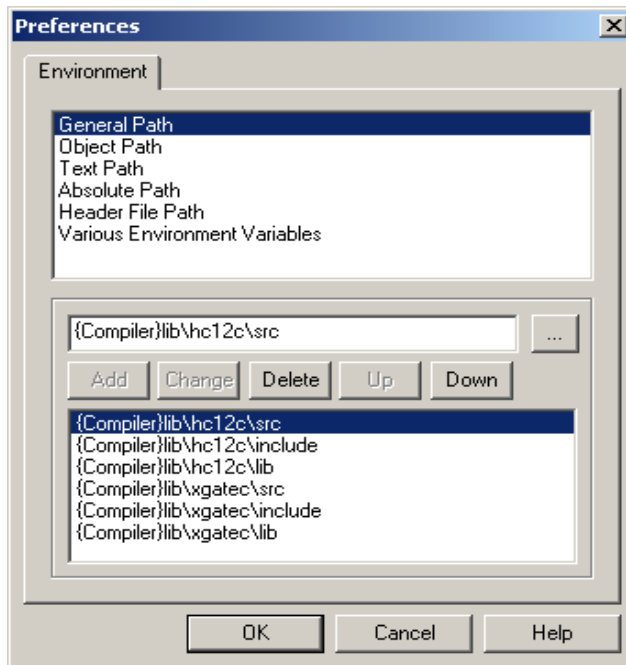 Preferences
Environment
General Path
Object Path
Text Path
Absolute Path
Header File Path
Various Environment Variables
{Compiler}lib\hc12c\src
...
Add Change Delete Up Down
{Compiler}lib\hc12c\src
{Compiler}lib\hc12c\include
{Compiler}lib\hc12c\lib
{Compiler}lib\xgatec\src
{Compiler}lib\xgatec\include
{Compiler}lib\xgatec\lib
OK Cancel Help